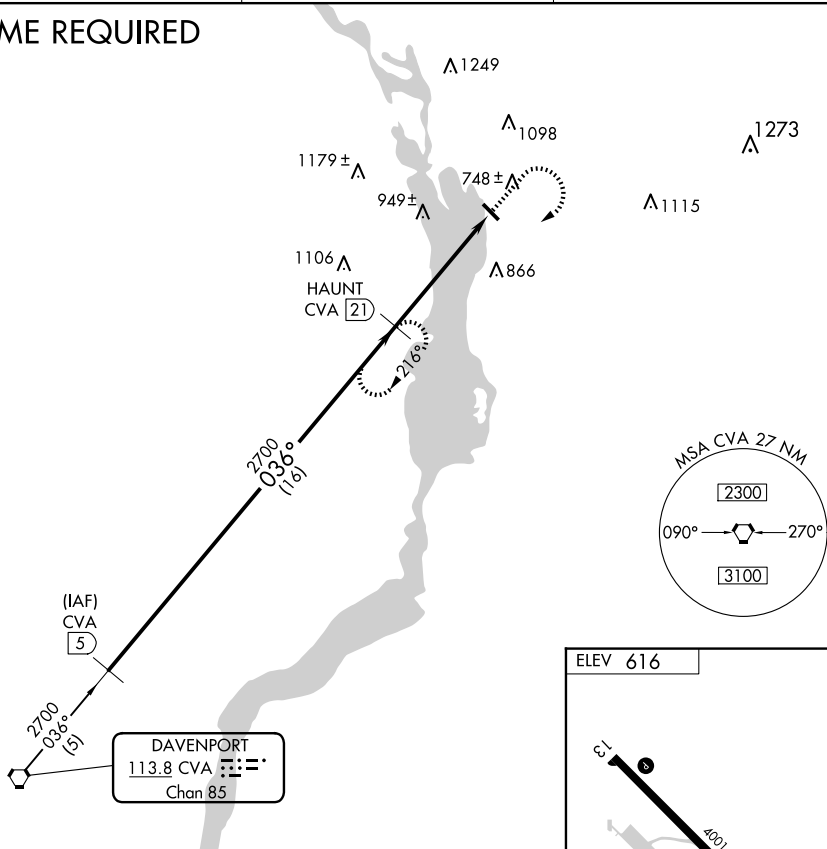 ME REQUIRED
1249
1098
1273
1179 ±
748 ±
949±
1115
1106
866
HAUNT
CVA 21
216°
2700
036°
(16)
MSA CVA 27 NM
2300
090°
270°
3100
(IAF)
CVA
5
2700
036°
(5)
DAVENPORT
113.8 CVA
Chan 85
ELEV 616
13
P
4001